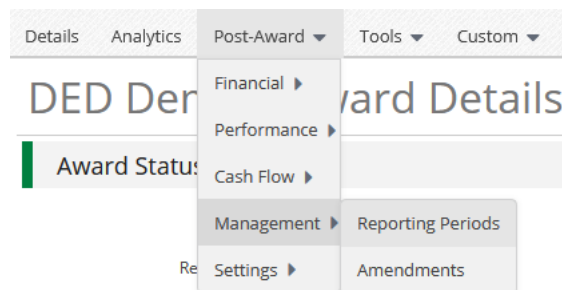 Details Analytics Post-Award Tools Custom
DED Der ward Details
Financial
Performance
Award Status
Cash Flow
Management Reporting Periods
Re Settings Amendments